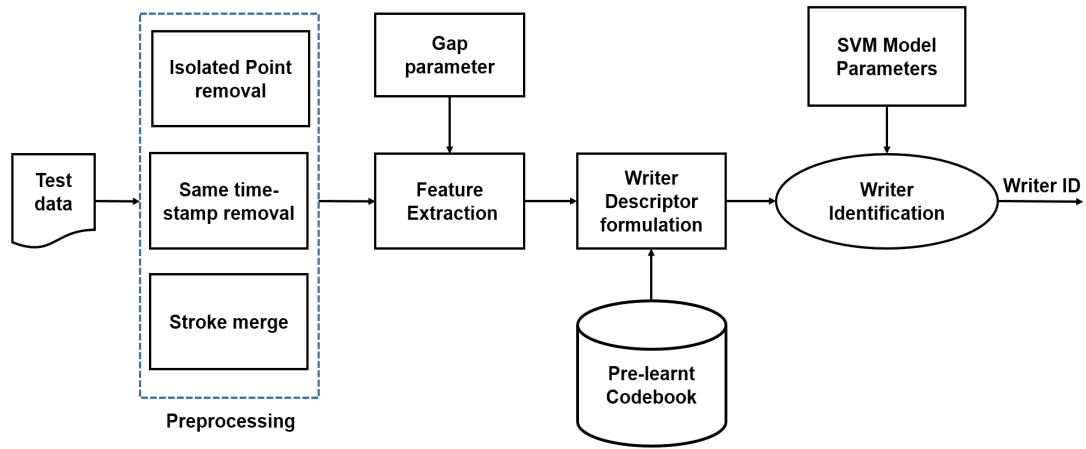 Test
data
Isolated Point
removal
Same time-
stamp removal
Stroke merge
Preprocessing
Gap
parameter
Feature
Extraction
Writer
Descriptor
formulation
Pre-learnt
Codebook
SVM Model
Parameters
Writer
Identification
Writer ID